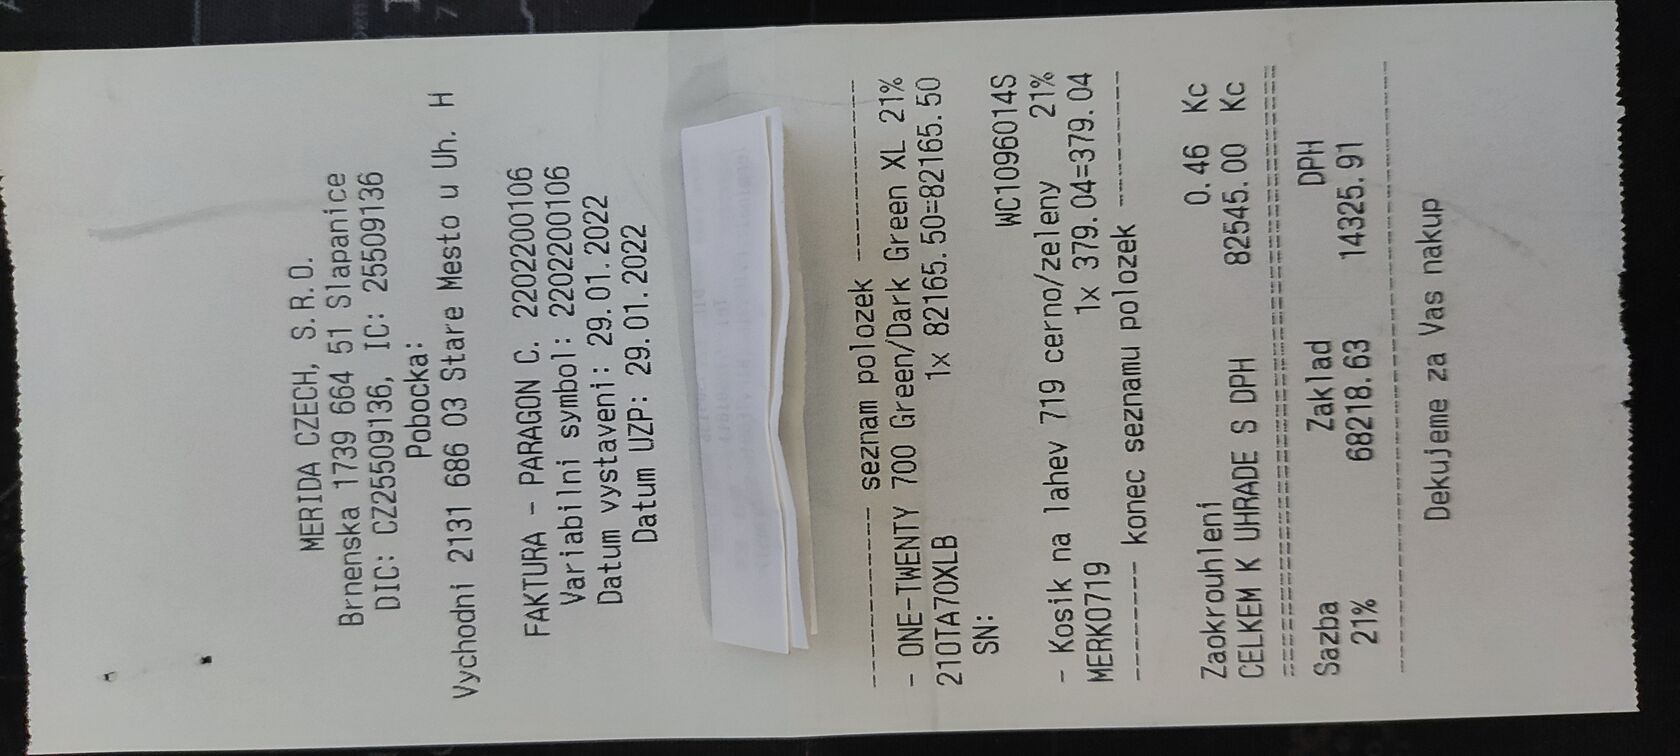 MERIDA CZECH, S.R.O.
Brnenska 1739 664 51 Slapanice
DIC: CZ25509136, IC: 25509136
Pobocka:
Vychodni 2131 686 03 Stare Mesto u Uh. H
FAKTURA - PARAGON C. 2202200106
Variabilni symbol: 2202200106
Datum vystaveni: 29.01.2022
Datum UZP: 29.01.2022
---------- seznam polozek ----------
- ONE-TWENTY 700 Green/Dark Green XL 21%
210TA70XLB 1x 82165.50=82165.50
SN:
WC1096014S
- Kosik na lahev 719 cerno/zeleny 21%
MERKO719 1x 379.04=379.04
------- konec seznamu polozek -------
Zaokrouhleni 0.46 Kc
CELKEM K UHRADE S DPH 82545.00 Kc
Sazba Zaklad DPH
21% 68218.63 14325.91
Dekujeme za Vas nakup